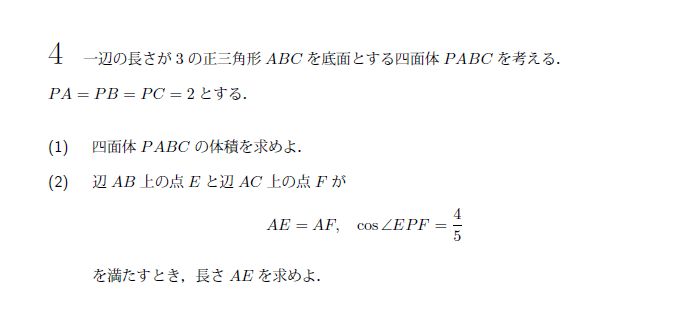 4 一辺の長さが 3 の正三角形 ABC を底面とする四面体 PABC を考える.
PA = PB = PC = 2 とする.
(1) 四面体 PABC の体積を求めよ.
(2) 辺 AB 上の点 E と辺 AC 上の点 F が
AE = AF, cos∠EPF = 4/5
を満たすとき, 長さ AE を求めよ.